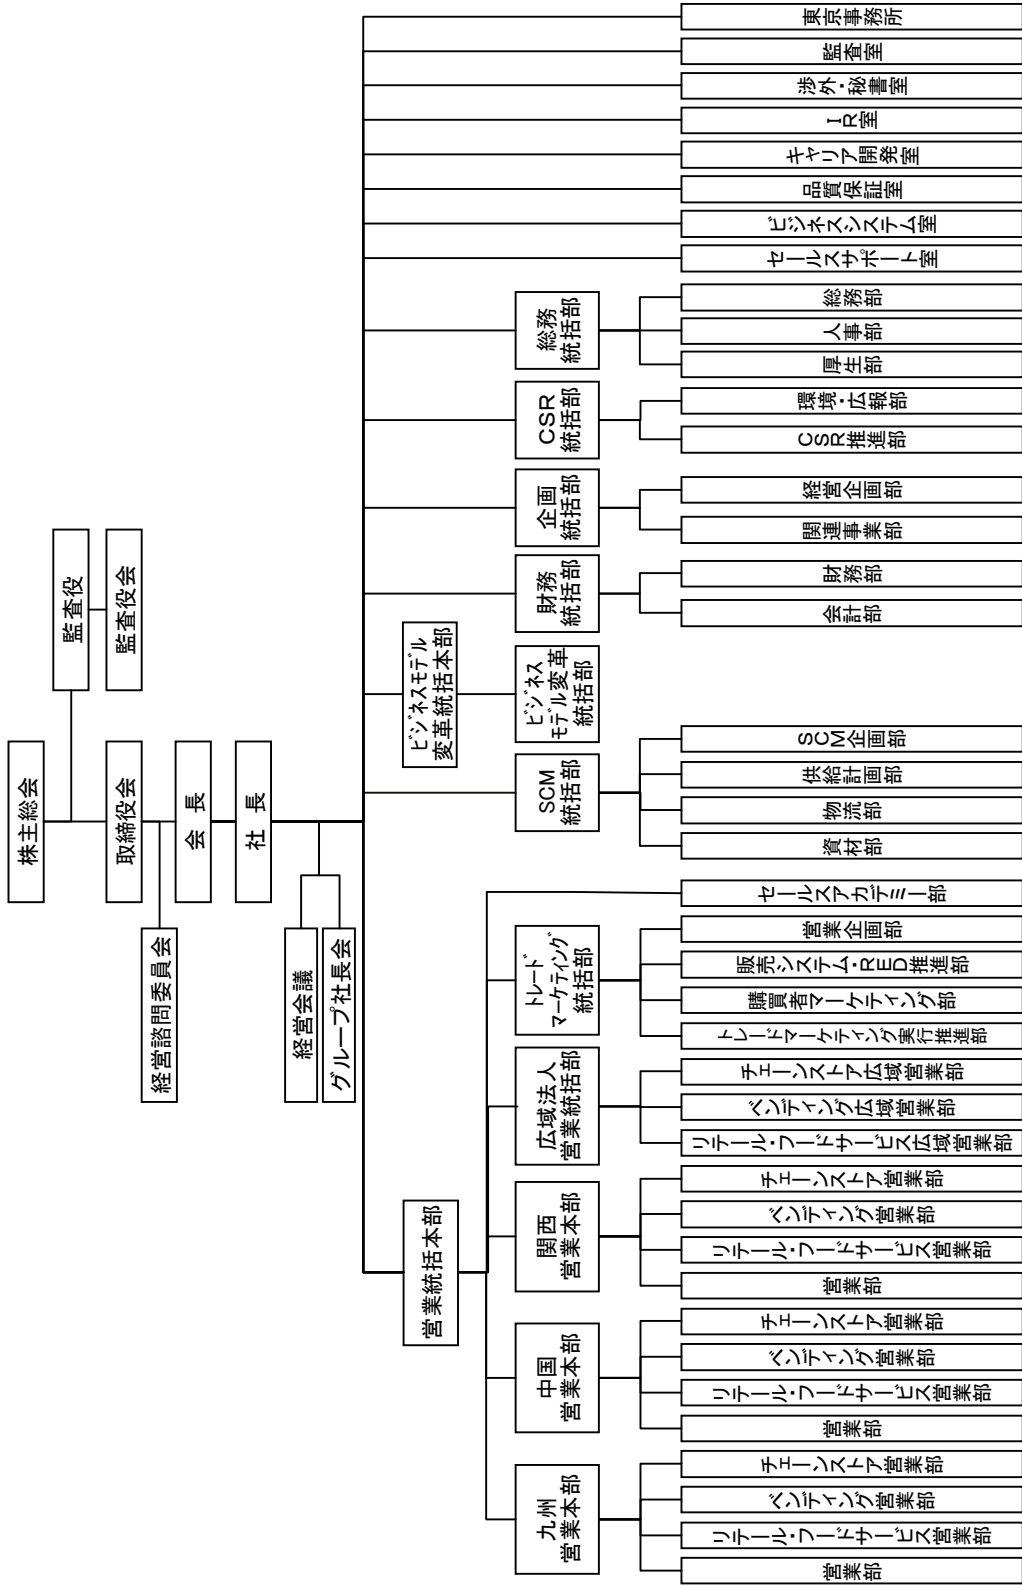 株主総会
監査役
監査役会
取締役会
経営諮問委員会
会 長
社 長
経営会議
グループ社長会
営業統括本部
九州
営業本部
営業部
リテール・フードサービス営業部
ベンディング営業部
チェーンストア営業部
中国
営業本部
営業部
リテール・フードサービス営業部
ベンディング営業部
チェーンストア営業部
関西
営業本部
営業部
リテール・フードサービス営業部
ベンディング営業部
チェーンストア営業部
広域法人
営業統括部
リテール・フードサービス広域営業部
ベンディング広域営業部
チェーンストア広域営業部
トレード
マーケティング
統括部
トレードマーケティング実行推進部
購買者マーケティング部
販売システム・RED推進部
営業企画部
セールスアカデミー部
SCM
統括部
資材部
物流部
供給計画部
SCM企画部
ビジネスモデル
変革統括本部
ビジネス
モデル変革
統括部
財務
統括部
会計部
財務部
企画
統括部
関連事業部
経営企画部
CSR
統括部
CSR推進部
環境・広報部
総務
統括部
厚生部
人事部
総務部
セールスサポート室
ビジネスシステム室
品質保証室
キャリア開発室
IR室
渉外・秘書室
監査室
東京事務所